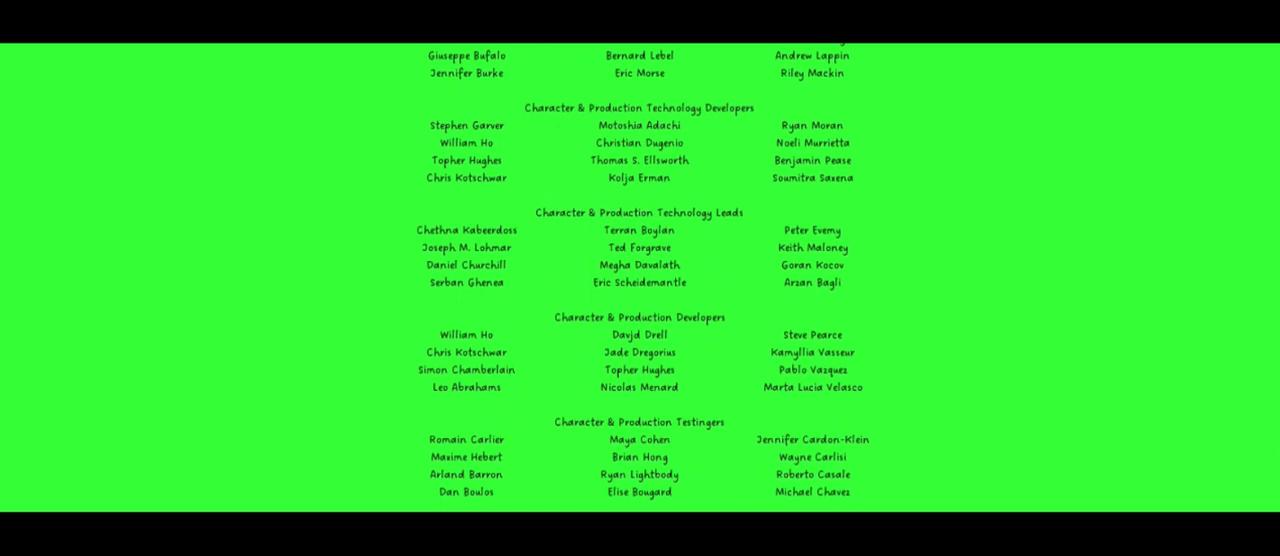 Giuseppe Bufalo Bernard Lebel Andrew Lappin
Jennifer Burke Eric Morse Riley Mackin
Character & Production Technology Developers
Stephen Garver Motoshia Adachi Ryan Moran
William Ho Christian Dugenio Noeli Murrietta
Topher Hughes Thomas S. Ellsworth Benjamin Pease
Chris Kotschwar Kolja Erman Soumitra Saxena
Character & Production Technology Leads
Chethna Kabeerdoss Terran Boylan Peter Evemy
Joseph M. Lohmar Ted Forgrave Keith Maloney
Daniel Churchill Megha Davalath Goran Kocov
Serban Ghenea Eric Scheidemantle Arzan Bagli
Character & Production Developers
William Ho Davjd Drell Steve Pearce
Chris Kotschwar Jade Dregorius Kamyllia Vasseur
Simon Chamberlain Topher Hughes Pablo Vazquez
Leo Abrahams Nicolas Menard Marta Lucia Velasco
Character & Production Testingers
Romain Carlier Maya Cohen Jennifer Cardon-Klein
Maxime Hebert Brian Hong Wayne Carlisi
Arland Barron Ryan Lightbody Roberto Casale
Dan Boulos Elise Bougard Michael Chavez